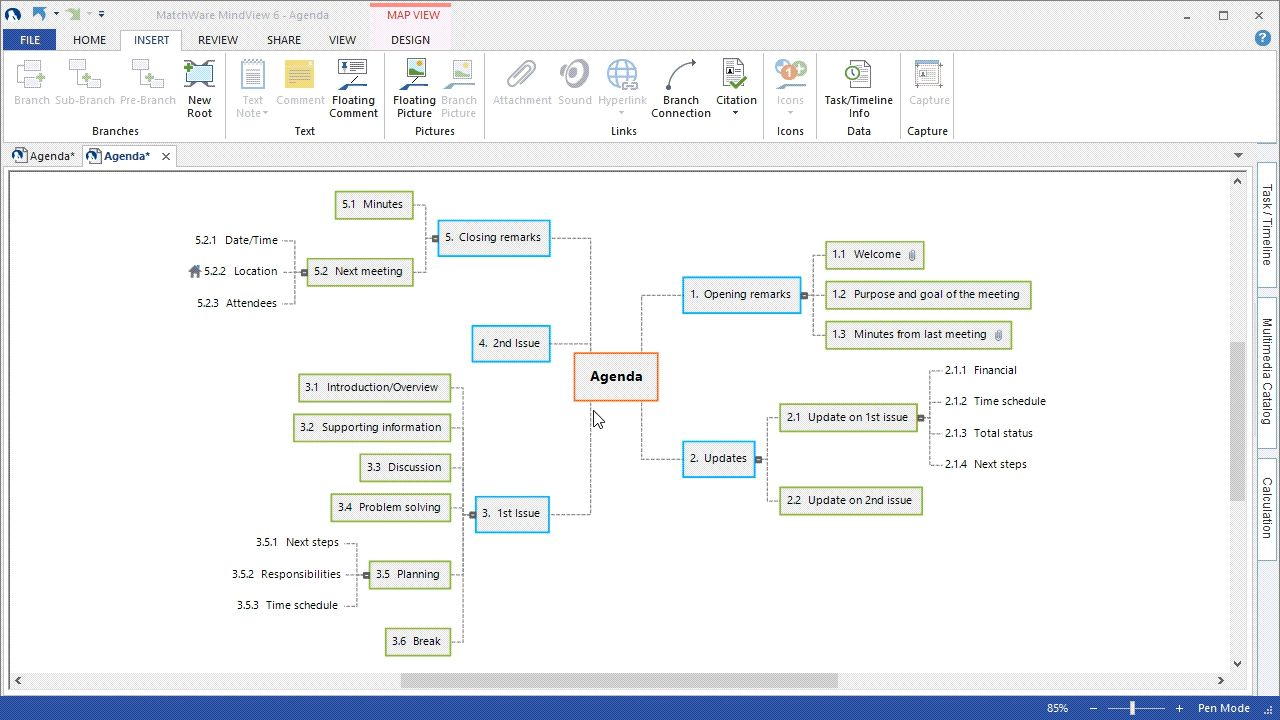 MatchWare MindView 6 - Agenda
MAP VIEW
FILE
HOME
INSERT
REVIEW
SHARE
VIEW
DESIGN
?
Branch
Sub-Branch
Pre-Branch
New
Root
Branches
Text
Note
Comment
Floating
Comment
Text
Floating
Picture
Branch
Picture
Pictures
Attachment
Sound
Hyperlink
Branch
Connection
Citation
Links
Icons
Icons
Task/Timeline
Info
Data
Capture
Capture
Agenda*
Agenda*
5.1 Minutes
5. Closing remarks
5.2.1 Date/Time
5.2.2 Location
5.2.3 Attendees
5.2 Next meeting
4. 2nd Issue
Agenda
3.1 Introduction/Overview
3.2 Supporting information
3.3 Discussion
3.4 Problem solving
3. 1st Issue
3.5.1 Next steps
3.5.2 Responsibilities
3.5.3 Time schedule
3.5 Planning
3.6 Break
1. Opening remarks
1.1 Welcome
1.2 Purpose and goal of the meeting
1.3 Minutes from last meeting
2. Updates
2.1 Update on 1st issue
2.1.1 Financial
2.1.2 Time schedule
2.1.3 Total status
2.1.4 Next steps
2.2 Update on 2nd issue
Task / Timeline
Multimedia Catalog
Calculation
85%
Pen Mode